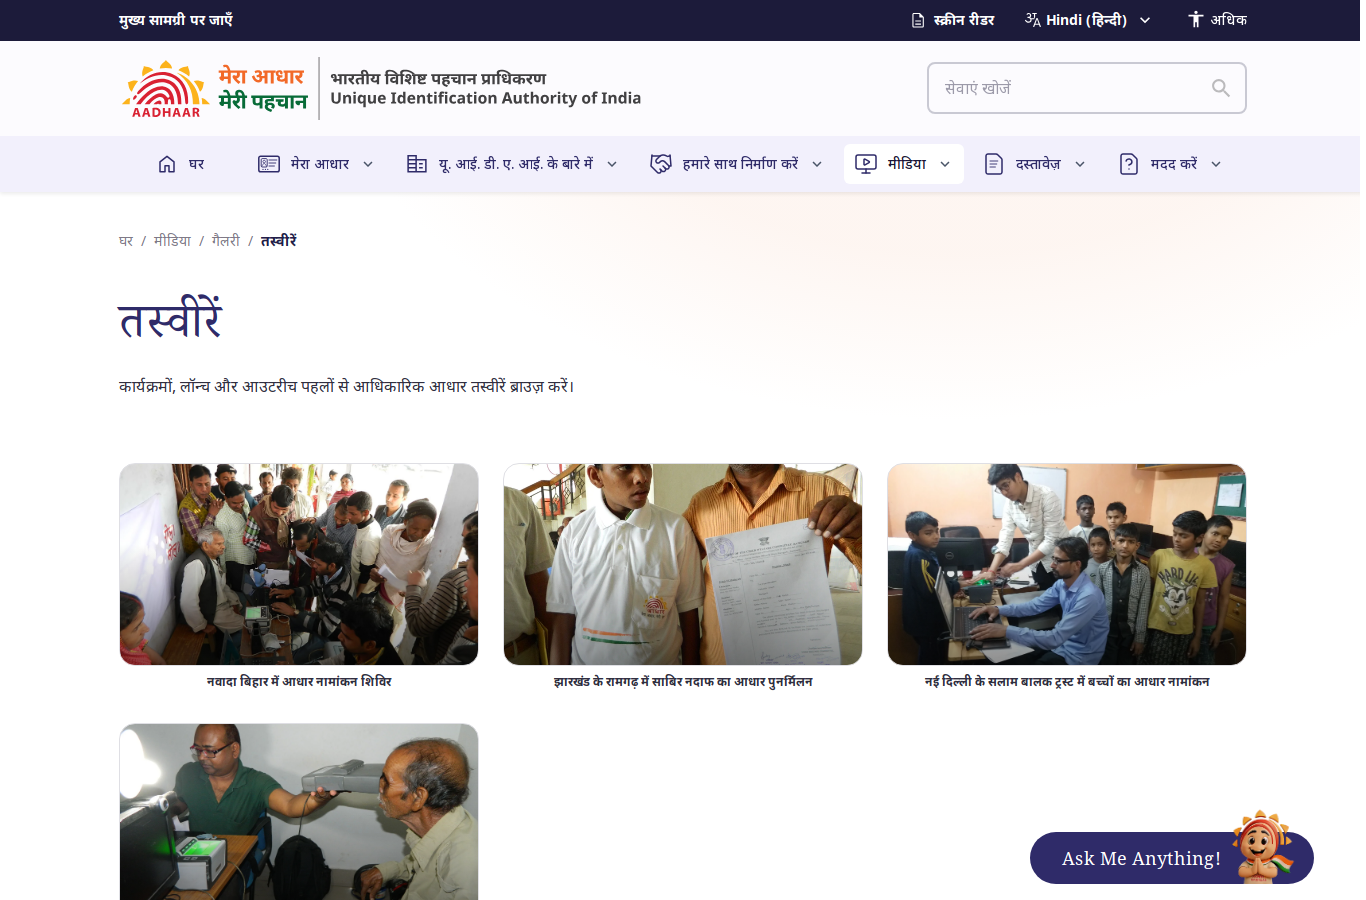 मुख्य सामग्री पर जाएँ
स्क्रीन रीडर
Hindi (हिन्दी)
अधिक
AADHAAR
मेरा आधार
मेरी पहचान
भारतीय विशिष्ट पहचान प्राधिकरण
Unique Identification Authority of India
सेवाएं खोजें
घर
मेरा आधार
यू. आई. डी. ए. आई. के बारे में
हमारे साथ निर्माण करें
मीडिया
दस्तावेज़
मदद करें
घर / मीडिया / गैलरी / तस्वीरें
तस्वीरें
कार्यक्रमों, लॉन्च और आउटरीच पहलों से आधिकारिक आधार तस्वीरें ब्राउज़ करें।
HARD LUCK
नवादा बिहार में आधार नामांकन शिविर
झारखंड के रामगढ़ में साबिर नदाफ का आधार पुनर्मिलन
नई दिल्ली के सलाम बालक ट्रस्ट में बच्चों का आधार नामांकन
Ask Me Anything!